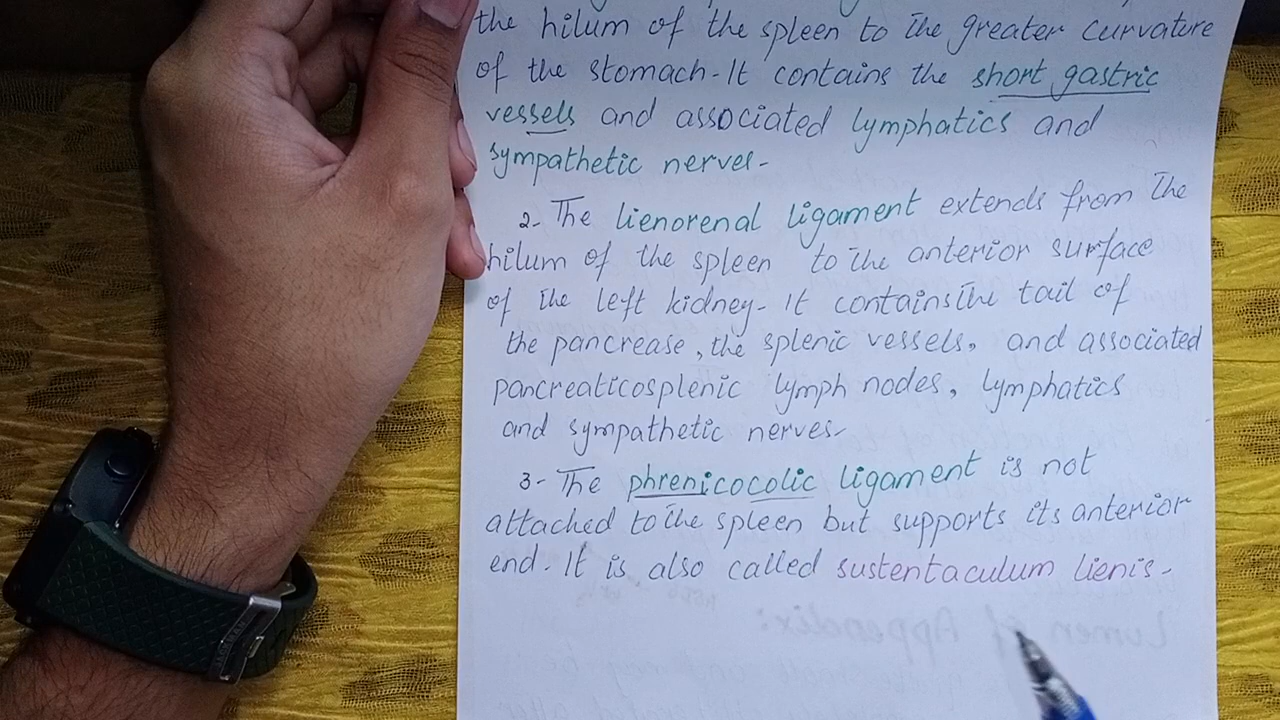 the hilum of the spleen to the greater curvature
of the stomach. It contains the short gastric
vessels and associated lymphatics and
sympathetic nerves.
2. The lienorenal ligament extends from the
hilum of the spleen to the anterior surface
of the left kidney. It contains the tail of
the pancrease, the splenic vessels, and associated
pancreaticosplenic lymph nodes, lymphatics
and sympathetic nerves.
3. The phrenicocolic ligament is not
attached to the spleen but supports its anterior
end. It is also called sustentaculum lienis.
Lumen of Appendix: